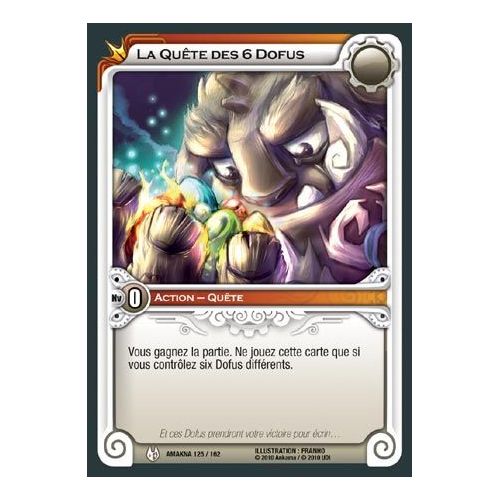 LA QUÊTE DES 6 DOFUS
Nv 0 ACTION – QUÊTE
Vous gagnez la partie. Ne jouez cette carte que si
vous contrôlez six Dofus différents.
Et ces Dofus prendront votre victoire pour écrin...
AMAKNA 125 / 162
ILLUSTRATION : FRANHO
© 2010 Ankama / © 2010 UDI